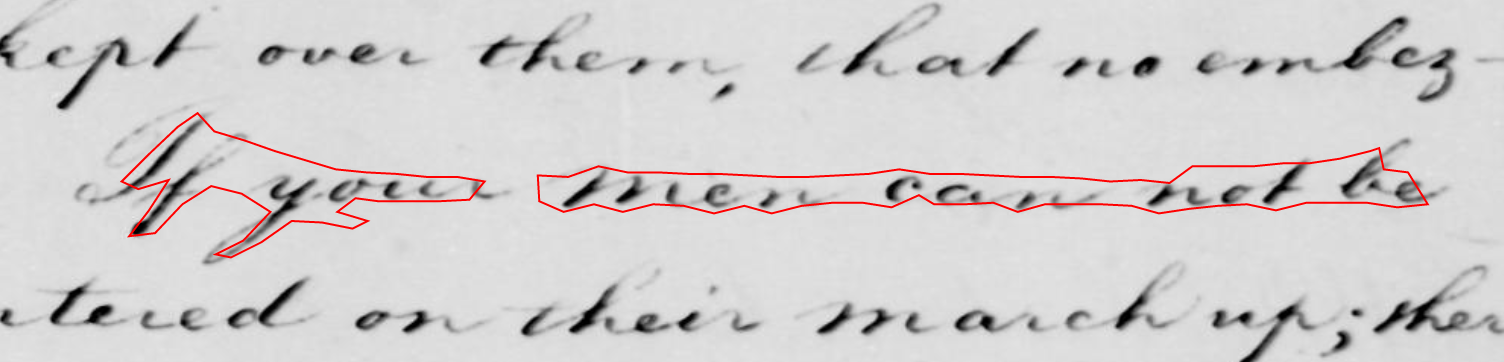 kept over them, that no embez-
If your men can not be
tered on their march up; ther